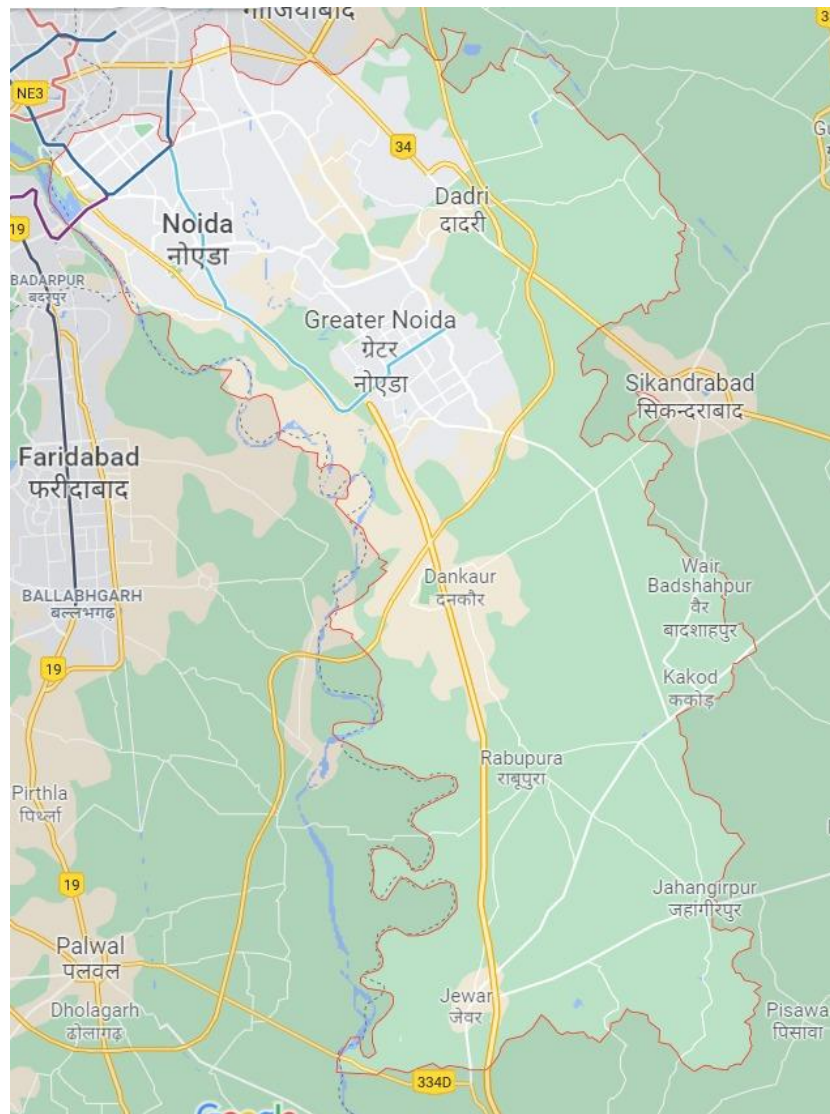 गाजियाबाद
3
NE3
34
Dadri
दादरी
Noida
नोएडा
19
BADARPUR
बदरपुर
Greater Noida
ग्रेटर
नोएडा
Sikandrabad
सिकन्दराबाद
Faridabad
फरीदाबाद
Dankaur
दनकौर
Wair
Badshahpur
वैर
बादशाहपुर
BALLABHGARH
बल्लभगढ़
19
Kakod
ककोड़
Rabupura
राबूपुरा
Pirthla
पिर्थ्ला
19
Jahangirpur
जहांगीरपुर
Palwal
पलवल
Jewar
जेवर
Dholagarh
ढोलागढ़
Pisawa
पिसावा
334D
Google